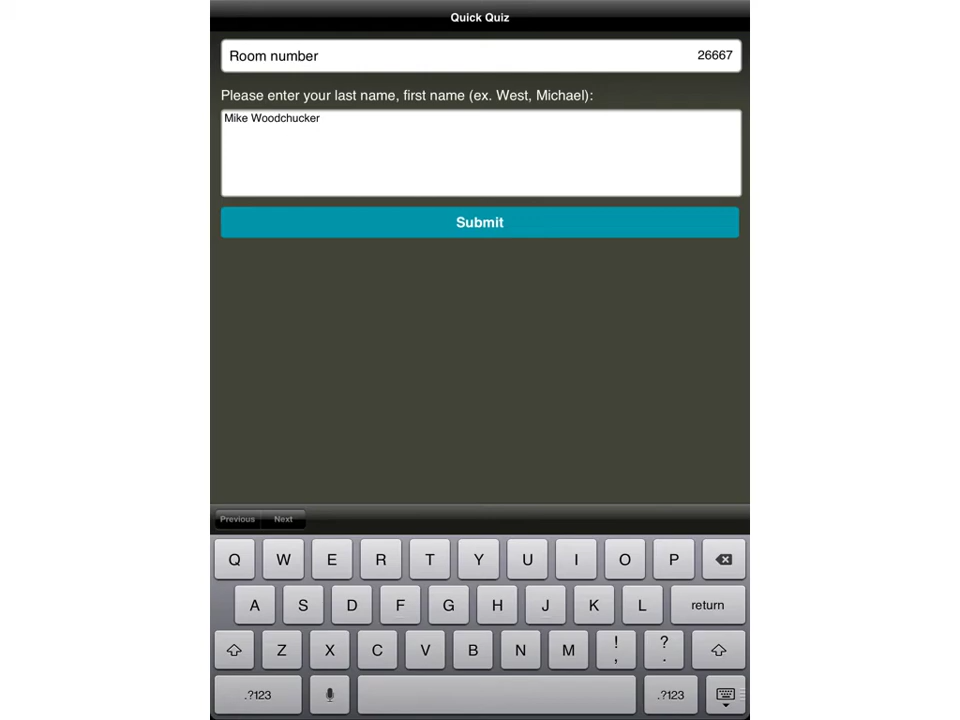 Quick Quiz
Room number 26667
Please enter your last name, first name (ex. West, Michael):
Mike Woodchucker
Submit
Previous Next
Q W E R T Y U I O P
A S D F G H J K L return
Z X C V B N M ! , ? .
.?123 .?123